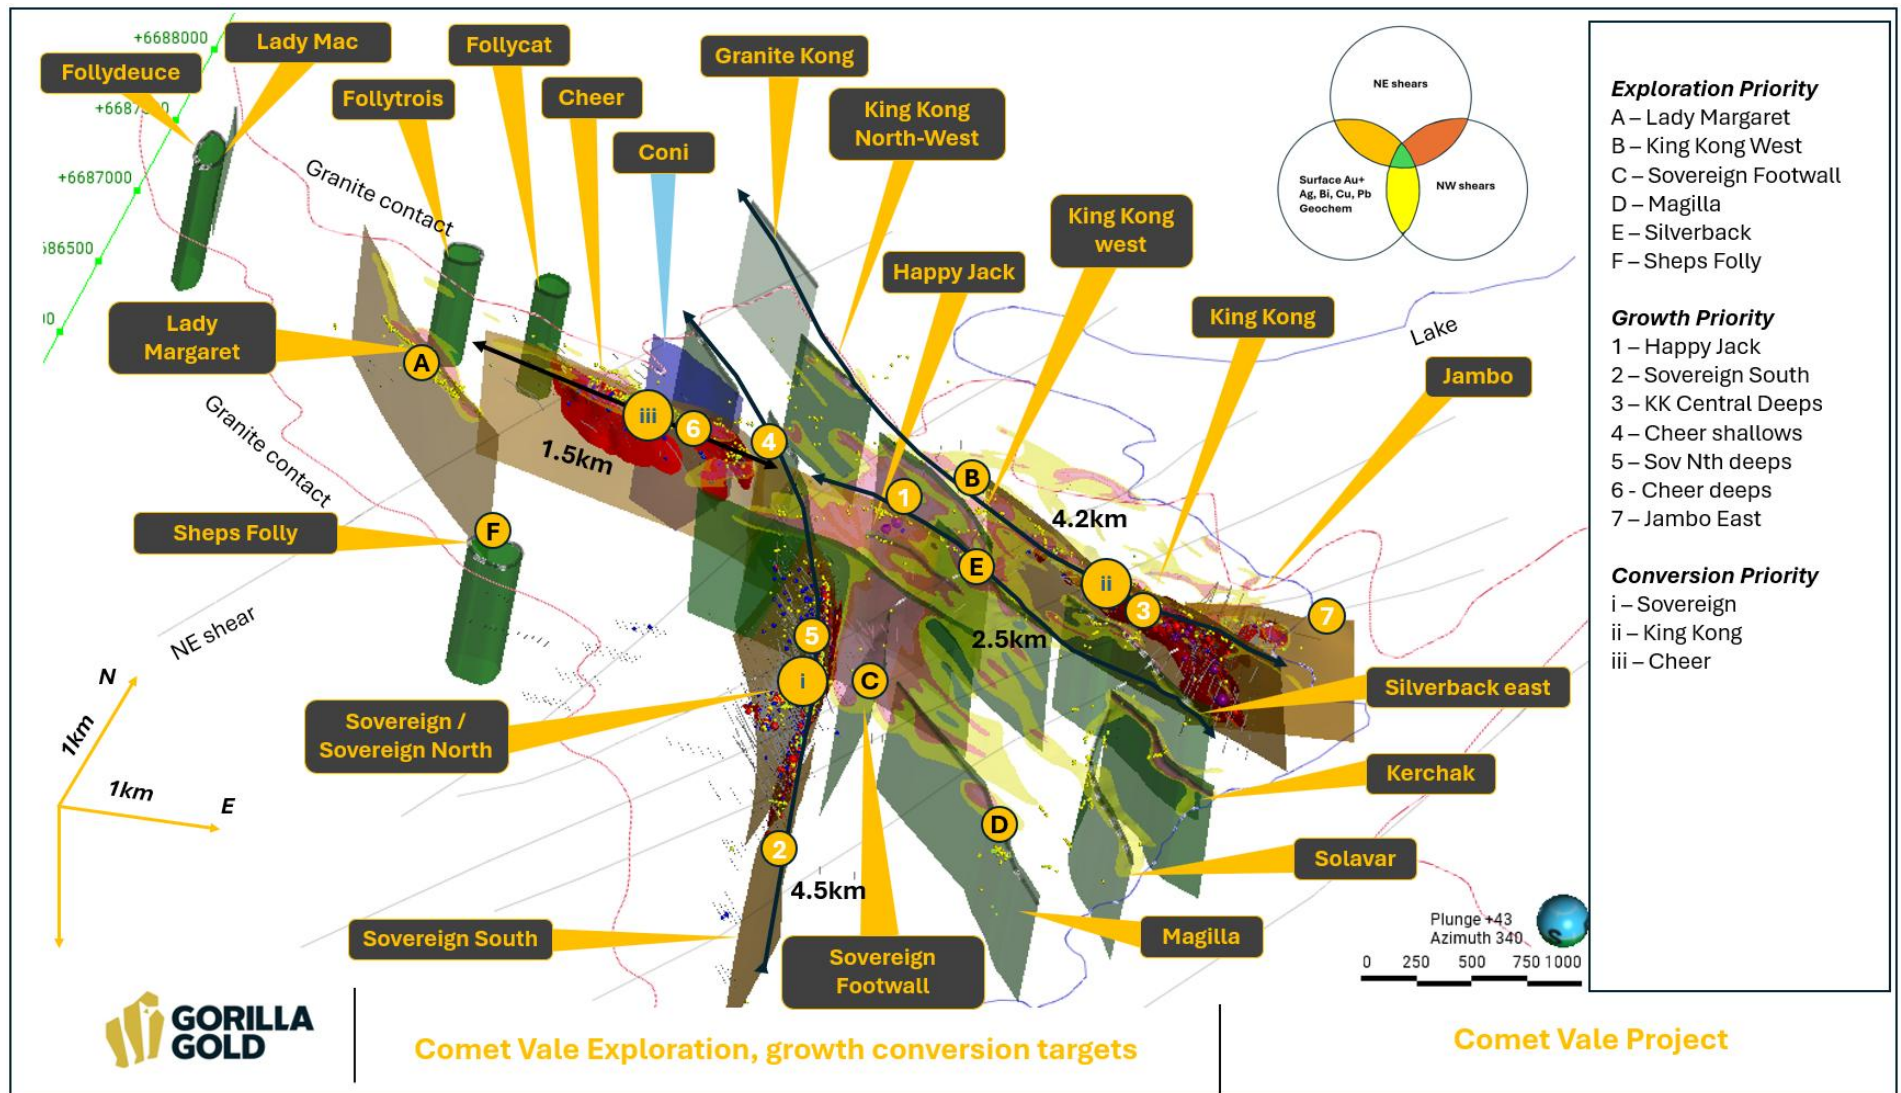 +6688000
Lady Mac
Follydeuce
Follycat
Granite Kong
Follytrois
Cheer
King Kong
North-West
Coni
NE shears
Surface Au+
Ag, Bi, Cu, Pb
Geochem
NW shears
+6687000
Granite contact
King Kong
west
Happy Jack
King Kong
Lake
Jambo
Lady
Margaret
A
Granite contact
iii
6
4
1.5km
1
B
4.2km
Sheps Folly
F
E
ii
3
7
NE shear
5
2.5km
i
C
Silverback east
N
1km
1km
E
Sovereign /
Sovereign North
Kerchak
D
2
Solavar
4.5km
Sovereign South
Sovereign
Footwall
Magilla
Plunge +43
Azimuth 340
S
0 250 500 750 1000
Exploration Priority
A – Lady Margaret
B – King Kong West
C – Sovereign Footwall
D – Magilla
E – Silverback
F – Sheps Folly
Growth Priority
1 – Happy Jack
2 – Sovereign South
3 – KK Central Deeps
4 – Cheer shallows
5 – Sov Nth deeps
6 - Cheer deeps
7 – Jambo East
Conversion Priority
i – Sovereign
ii – King Kong
iii – Cheer
GORILLA
GOLD
Comet Vale Exploration, growth conversion targets
Comet Vale Project